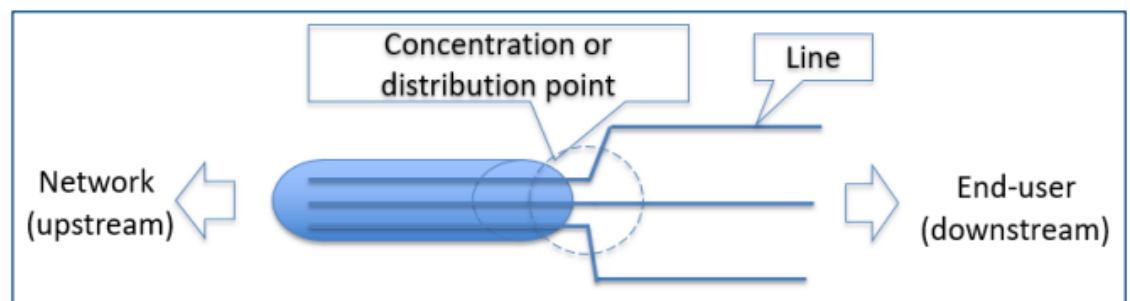 Concentration or
distribution point
Line
Network
(upstream)
End-user
(downstream)